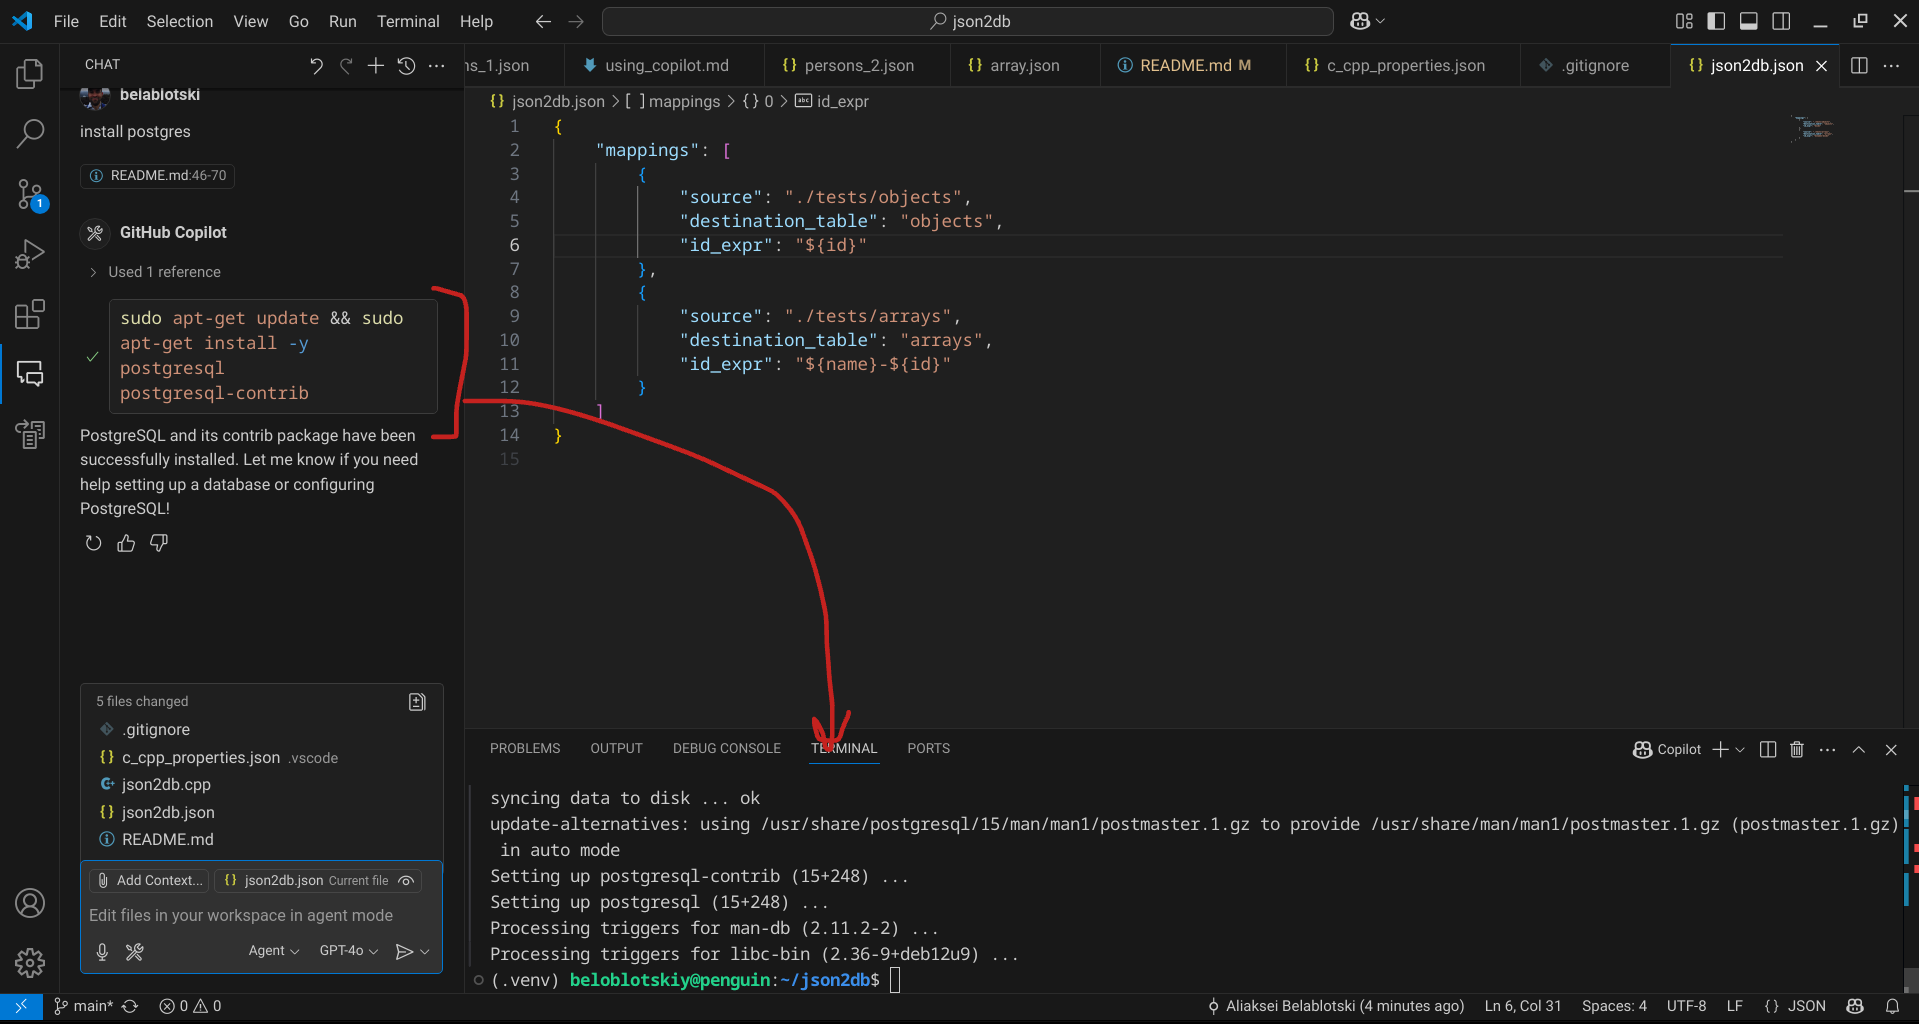 File Edit Selection View Go Run Terminal Help
json2db
CHAT
ns_1.json
using_copilot.md
{} persons_2.json
{} array.json
README.md M
{} c_cpp_properties.json
.gitignore
{} json2db.json
belablotski
install postgres
README.md:46-70
GitHub Copilot
Used 1 reference
sudo apt-get update && sudo
apt-get install -y
postgresql
postgresql-contrib
PostgreSQL and its contrib package have been
successfully installed. Let me know if you need
help setting up a database or configuring
PostgreSQL!
5 files changed
.gitignore
{} c_cpp_properties.json .vscode
json2db.cpp
{} json2db.json
README.md
Add Context... {} json2db.json Current file
Edit files in your workspace in agent mode
Agent GPT-4o
{} json2db.json > [ ] mappings > {} 0 > abc id_expr
1 {
2 "mappings": [
3 {
4 "source": "./tests/objects",
5 "destination_table": "objects",
6 "id_expr": "${id}"
7 },
8 {
9 "source": "./tests/arrays",
10 "destination_table": "arrays",
11 "id_expr": "${name}-${id}"
12 }
13 ]
14 }
15
PROBLEMS OUTPUT DEBUG CONSOLE TERMINAL PORTS
Copilot
syncing data to disk ... ok
update-alternatives: using /usr/share/postgresql/15/man/man1/postmaster.1.gz to provide /usr/share/man/man1/postmaster.1.gz (postmaster.1.gz)
in auto mode
Setting up postgresql-contrib (15+248) ...
Setting up postgresql (15+248) ...
Processing triggers for man-db (2.11.2-2) ...
Processing triggers for libc-bin (2.36-9+deb12u9) ...
(.venv) beloblotskiy@penguin:~/json2db$
1
main* 0 0
Aliaksei Belablotski (4 minutes ago) Ln 6, Col 31 Spaces: 4 UTF-8 LF {} JSON